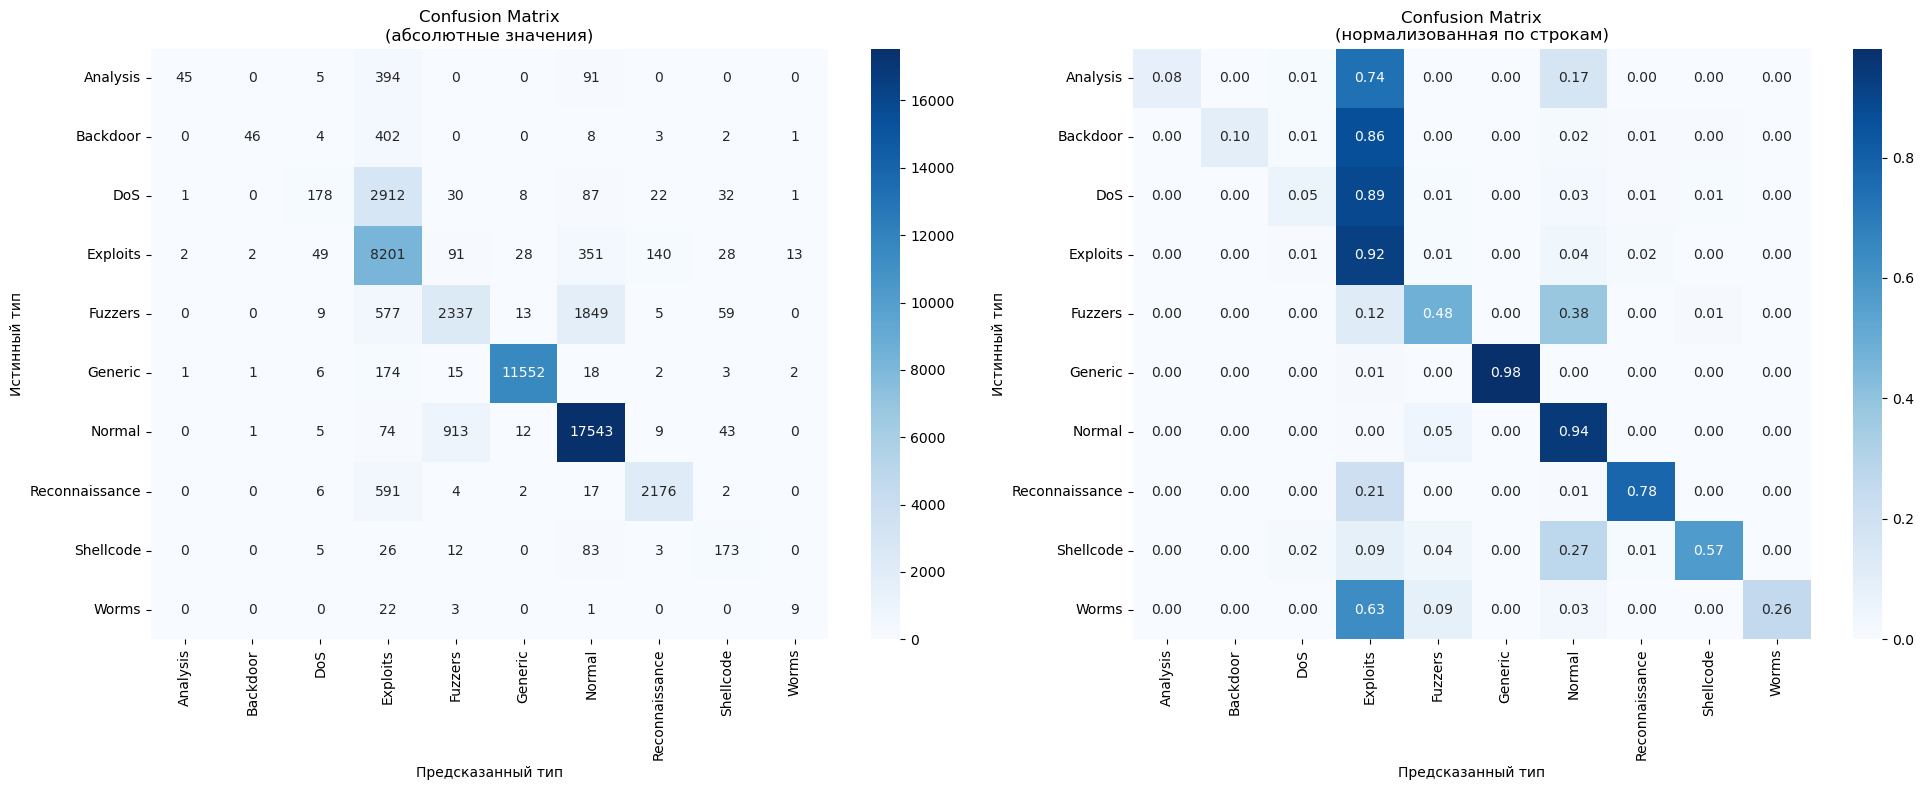 Confusion Matrix
(абсолютные значения)
Истинный тип
Analysis 45 0 5 394 0 0 91 0 0 0
Backdoor 0 46 4 402 0 0 8 3 2 1
DoS 1 0 178 2912 30 8 87 22 32 1
Exploits 2 2 49 8201 91 28 351 140 28 13
Fuzzers 0 0 9 577 2337 13 1849 5 59 0
Generic 1 1 6 174 15 11552 18 2 3 2
Normal 0 1 5 74 913 12 17543 9 43 0
Reconnaissance 0 0 6 591 4 2 17 2176 2 0
Shellcode 0 0 5 26 12 0 83 3 173 0
Worms 0 0 0 22 3 0 1 0 0 9
Analysis Backdoor DoS Exploits Fuzzers Generic Normal Reconnaissance Shellcode Worms
Предсказанный тип
16000
14000
12000
10000
8000
6000
4000
2000
0
Confusion Matrix
(нормализованная по строкам)
Истинный тип
Analysis 0.08 0.00 0.01 0.74 0.00 0.00 0.17 0.00 0.00 0.00
Backdoor 0.00 0.10 0.01 0.86 0.00 0.00 0.02 0.01 0.00 0.00
DoS 0.00 0.00 0.05 0.89 0.01 0.00 0.03 0.01 0.01 0.00
Exploits 0.00 0.00 0.01 0.92 0.01 0.00 0.04 0.02 0.00 0.00
Fuzzers 0.00 0.00 0.00 0.12 0.48 0.00 0.38 0.00 0.01 0.00
Generic 0.00 0.00 0.00 0.01 0.00 0.98 0.00 0.00 0.00 0.00
Normal 0.00 0.00 0.00 0.00 0.05 0.00 0.94 0.00 0.00 0.00
Reconnaissance 0.00 0.00 0.00 0.21 0.00 0.00 0.01 0.78 0.00 0.00
Shellcode 0.00 0.00 0.02 0.09 0.04 0.00 0.27 0.01 0.57 0.00
Worms 0.00 0.00 0.00 0.63 0.09 0.00 0.03 0.00 0.00 0.26
Analysis Backdoor DoS Exploits Fuzzers Generic Normal Reconnaissance Shellcode Worms
Предсказанный тип
0.8
0.6
0.4
0.2
0.0